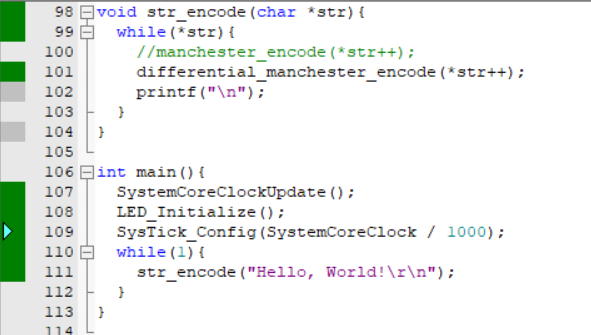 98 void str_encode(char *str){
99 while(*str){
100 //manchester_encode(*str++);
101 differential_manchester_encode(*str++);
102 printf("\n");
103 }
104 }
105
106 int main(){
107 SystemCoreClockUpdate();
108 LED_Initialize();
109 SysTick_Config(SystemCoreClock / 1000);
110 while(1){
111 str_encode("Hello, World!\r\n");
112 }
113 }
114